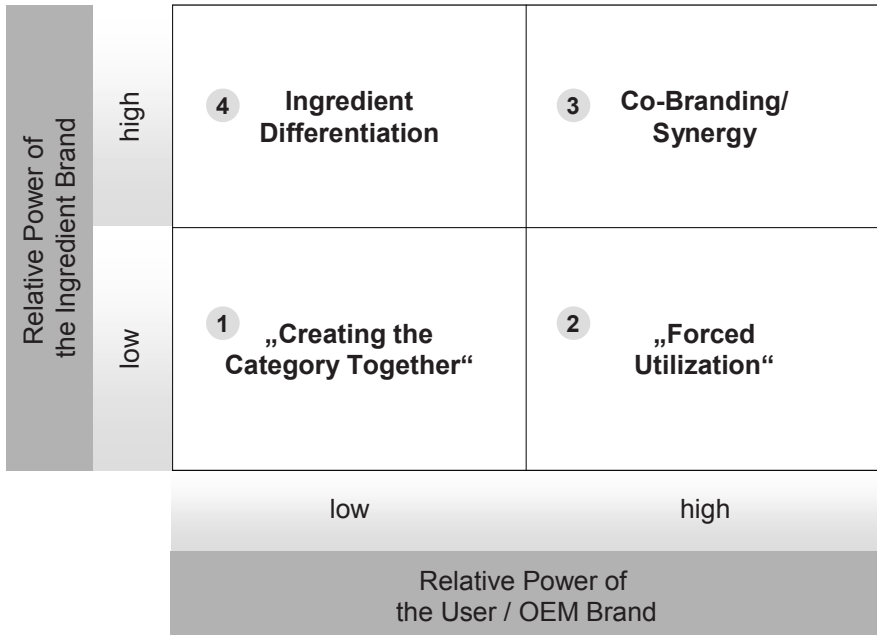 Relative Power of
the Ingredient Brand
high
low
4
Ingredient
Differentiation
3
Co-Branding/
Synergy
1
„Creating the
Category Together“
2
„Forced
Utilization“
low
high
Relative Power of
the User / OEM Brand